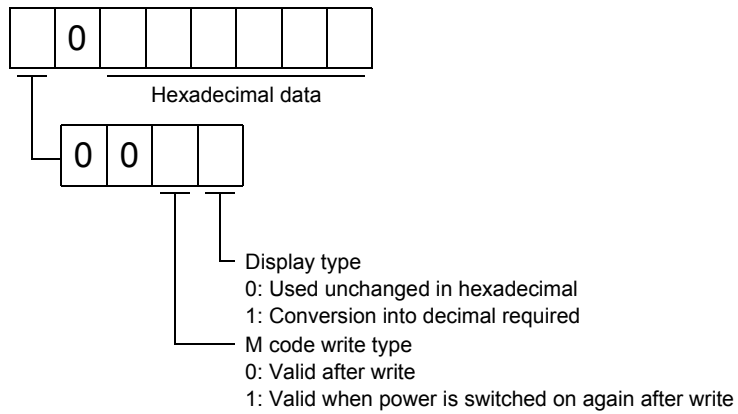 0
Hexadecimal data
0 0
Display type
0: Used unchanged in hexadecimal
1: Conversion into decimal required
M code write type
0: Valid after write
1: Valid when power is switched on again after write